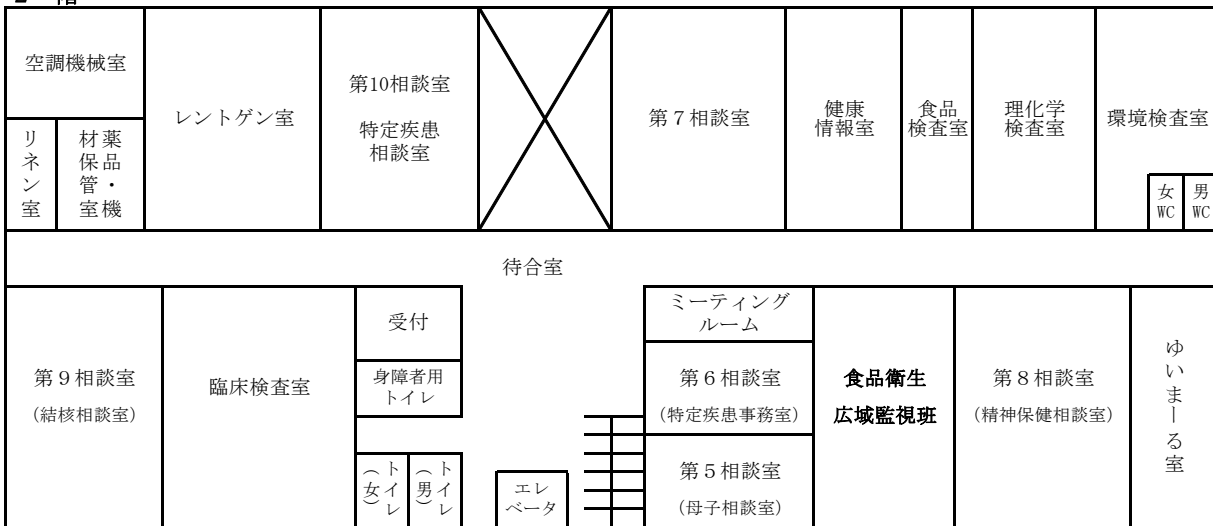 2 階
空調機械室
リネン室
材薬
保品
管・
室機
レントゲン室
第10相談室
特定疾患
相談室
第７相談室
健康
情報室
食品
検査室
理化学
検査室
環境検査室
女
WC
男
WC
待合室
第９相談室
(結核相談室)
臨床検査室
受付
身障者用
トイレ
トイレ
(女)
トイレ
(男)
エレ
ベータ
ミーティング
ルーム
第６相談室
(特定疾患事務室)
第５相談室
(母子相談室)
食品衛生
広域監視班
第８相談室
(精神保健相談室)
ゆいまーる室